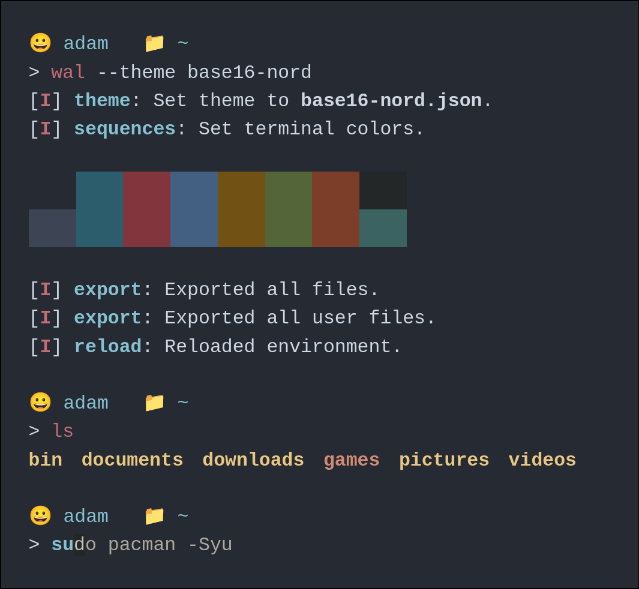 😀 adam 📁 ~
> wal --theme base16-nord
[I] theme: Set theme to base16-nord.json.
[I] sequences: Set terminal colors.
[I] export: Exported all files.
[I] export: Exported all user files.
[I] reload: Reloaded environment.
😀 adam 📁 ~
> ls
bin documents downloads games pictures videos
😀 adam 📁 ~
> sudo pacman -Syu